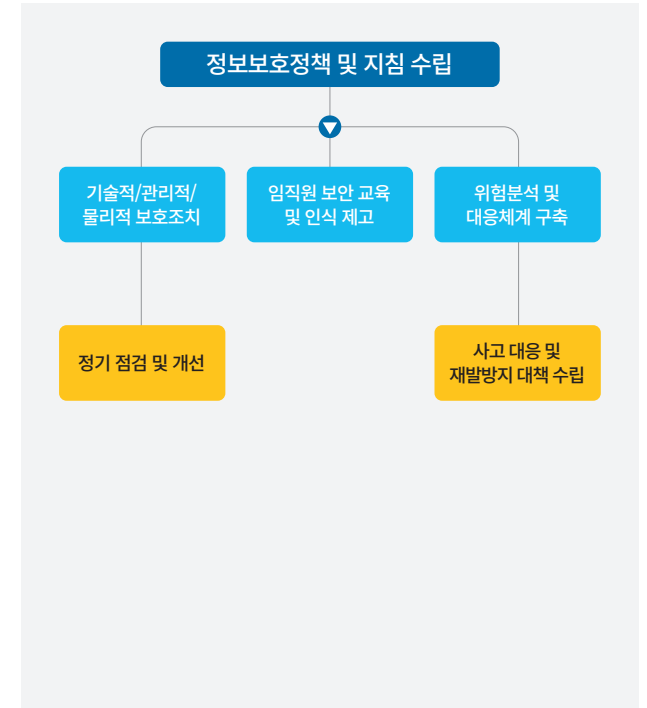 정보보호정책 및 지침 수립
기술적/관리적/
물리적 보호조치
임직원 보안 교육
및 인식 제고
위험분석 및
대응체계 구축
정기 점검 및 개선
사고 대응 및
재발방지 대책 수립